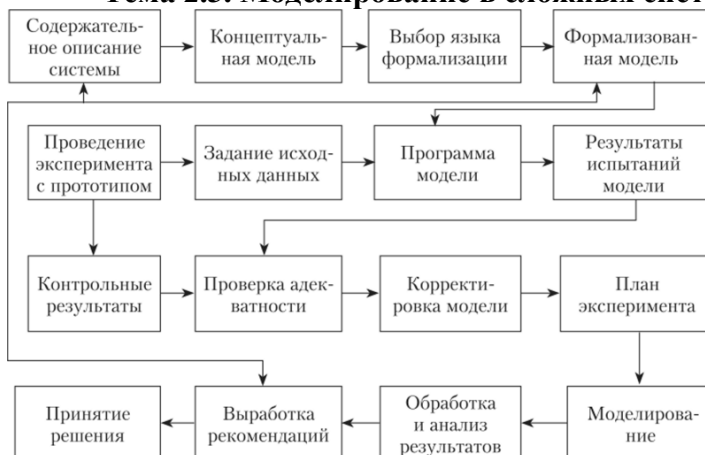 Тема 2.3. Моделирование в сложных сист
Содержатель-
ное описание
системы
Концептуаль-
ная модель
Выбор языка
формализации
Формализован-
ная модель
Проведение
эксперимента
с прототипом
Задание исход-
ных данных
Программа
модели
Результаты
испытаний
модели
Контрольные
результаты
Проверка адек-
ватности
Корректи-
ровка модели
План
эксперимента
Принятие
решения
Выработка
рекомендаций
Обработка
и анализ
результатов
Моделирова-
ние